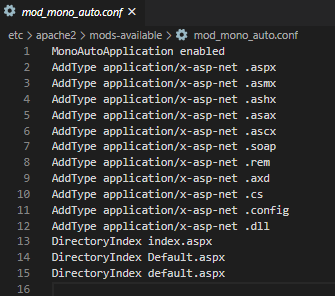 mod_mono_auto.conf ×
etc > apache2 > mods-available > mod_mono_auto.conf
1 MonoAutoApplication enabled
2 AddType application/x-asp-net .aspx
3 AddType application/x-asp-net .asmx
4 AddType application/x-asp-net .ashx
5 AddType application/x-asp-net .asax
6 AddType application/x-asp-net .ascx
7 AddType application/x-asp-net .soap
8 AddType application/x-asp-net .rem
9 AddType application/x-asp-net .axd
10 AddType application/x-asp-net .cs
11 AddType application/x-asp-net .config
12 AddType application/x-asp-net .dll
13 DirectoryIndex index.aspx
14 DirectoryIndex Default.aspx
15 DirectoryIndex default.aspx
16